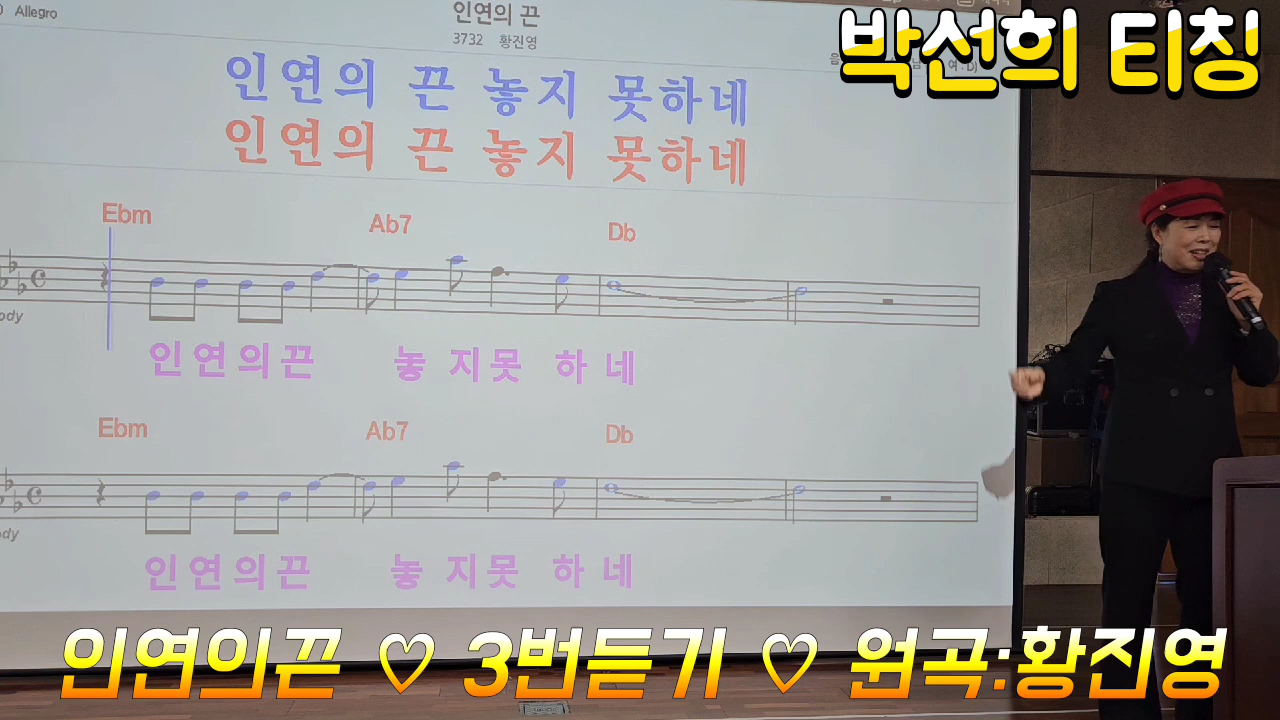 Allegro
인연의 끈
3732 황진영
박선희 티칭
인연의 끈 놓지 못하네
인연의 끈 놓지 못하네
Ebm Ab7 Db
ody
인연의끈 놓 지못 하 네
Ebm Ab7 Db
ody
인연의끈 놓 지못 하 네
인연의끈 ♡ 3번듣기 ♡ 원곡:황진영